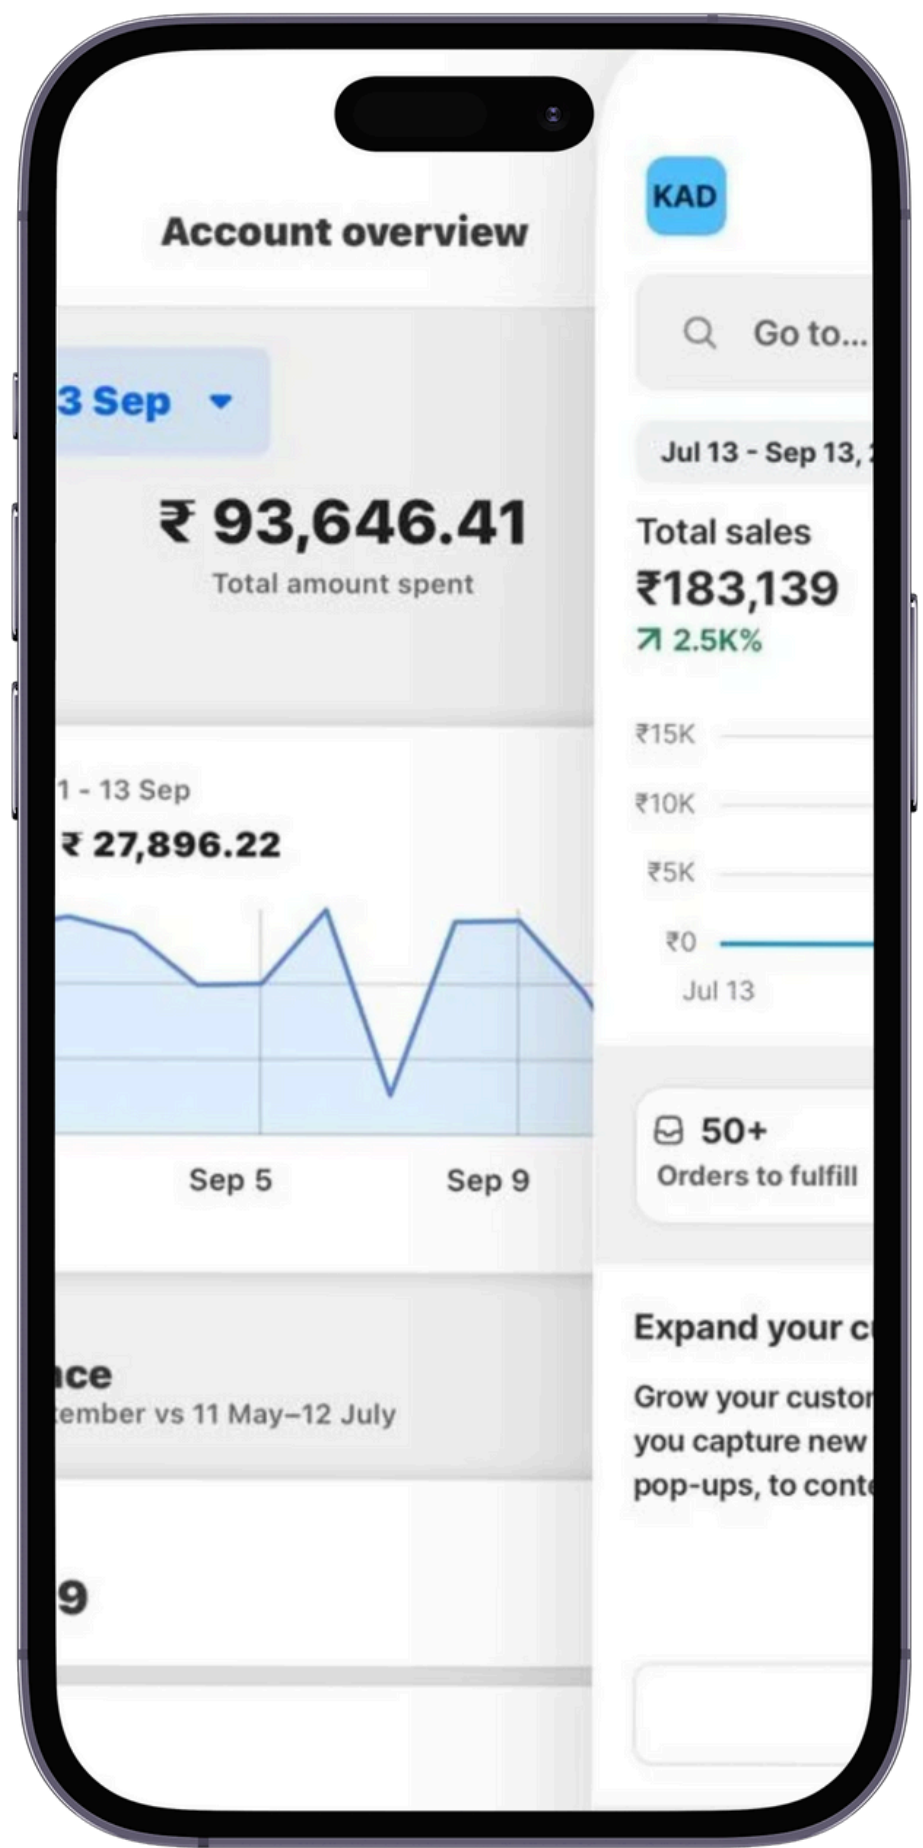 Account overview
3 Sep
₹ 93,646.41
Total amount spent
1 - 13 Sep
₹ 27,896.22
Sep 5
Sep 9
11 May–12 July
vs
9
KAD
Go to...
Jul 13 - Sep 13,
Total sales
₹183,139
2.5K%
₹15K
₹10K
₹5K
₹0
Jul 13
50+
Orders to fulfill
Expand your
Grow your
you capture new
pop-ups, to